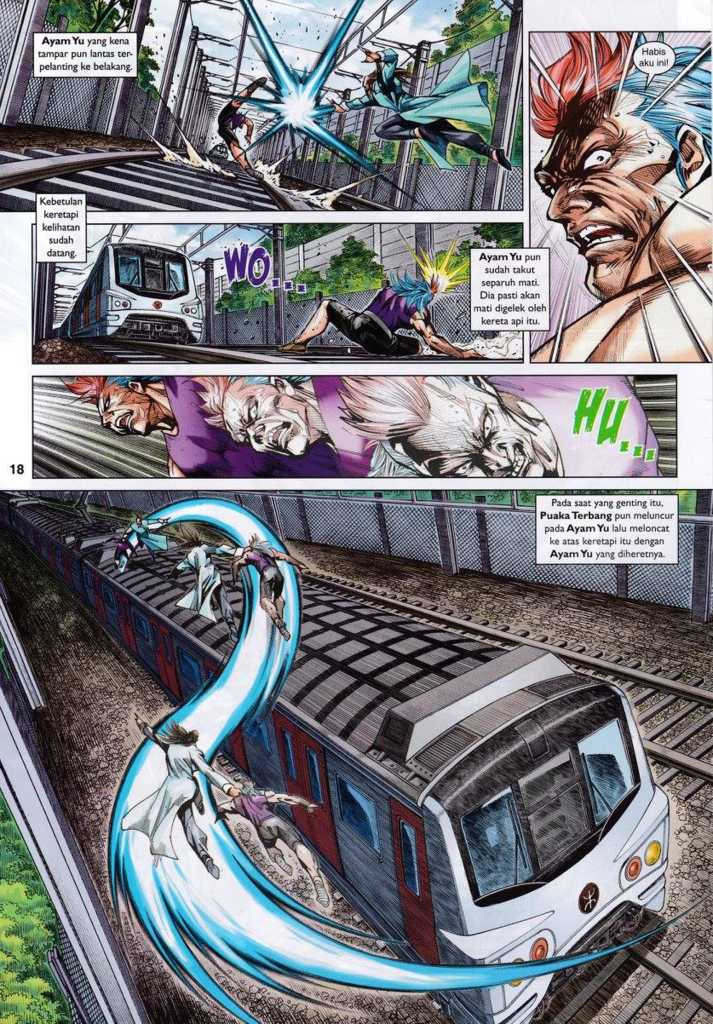 Ayam Yu yang kena
tampar pun lantas ter-
pelanting ke belakang.
Habis
aku ini!
Kebetulan
keretapi
kelihatan
sudah
datang.
WO...
Ayam Yu pun
sudah takut
separuh mati.
Dia pasti akan
mati digelek oleh
kereta api itu.
HU...
18
Pada saat yang genting itu,
Puaka Terbang pun meluncur
pada Ayam Yu lalu meloncat
ke atas keretapi itu dengan
Ayam Yu yang diheretnya.